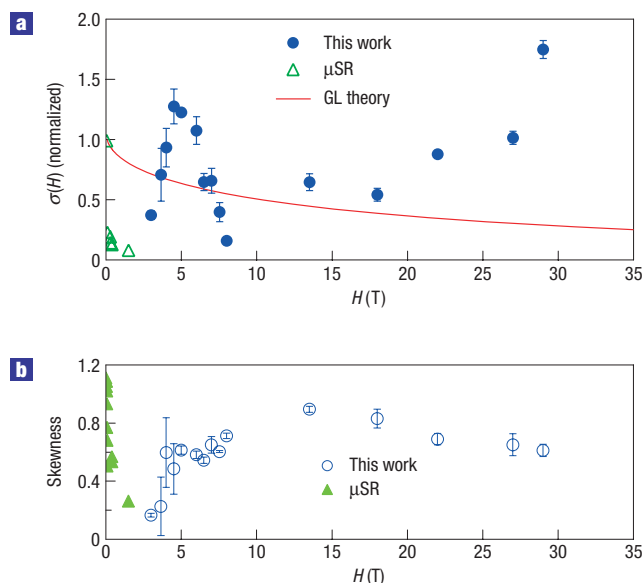 a
2.0
1.5
1.0
0.5
0
σ(H) (normalized)
This work
μSR
GL theory
0 5 10 15 20 25 30 35
H (T)
b
1.2
0.8
0.4
0
Skewness
This work
μSR
0 5 10 15 20 25 30 35
H (T)